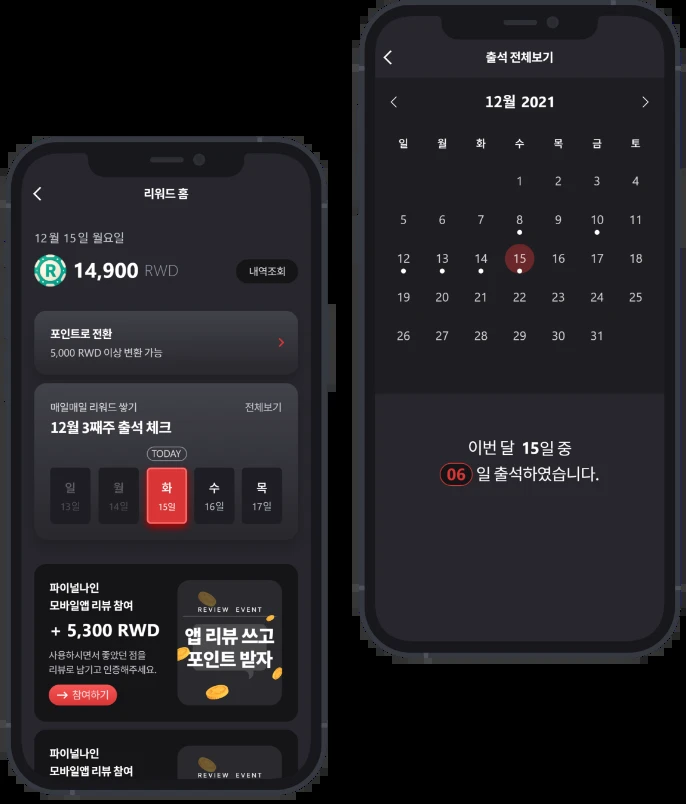 리워드 홈
12월 15일 월요일
R 14,900 RWD 내역조회
포인트로 전환
5,000 RWD 이상 변환 가능
매일매일 리워드 쌓기 전체보기
12월 3째주 출석 체크
TODAY
일 월 화 수 목
13일 14일 15일 16일 17일
파이널나인
모바일앱 리뷰 참여
+ 5,300 RWD
사용하시면서 좋았던 점을
리뷰로 남기고 인증해주세요.
→ 참여하기
REVIEW EVENT
앱 리뷰 쓰고
포인트 받자
파이널나인
모바일앱 리뷰 참여
REVIEW EVENT
출석 전체보기
12월 2021
일 월 화 수 목 금 토
1 2 3 4
5 6 7 8 9 10 11
12 13 14 15 16 17 18
19 20 21 22 23 24 25
26 27 28 29 30 31
이번 달 15일 중
06 일 출석하였습니다.